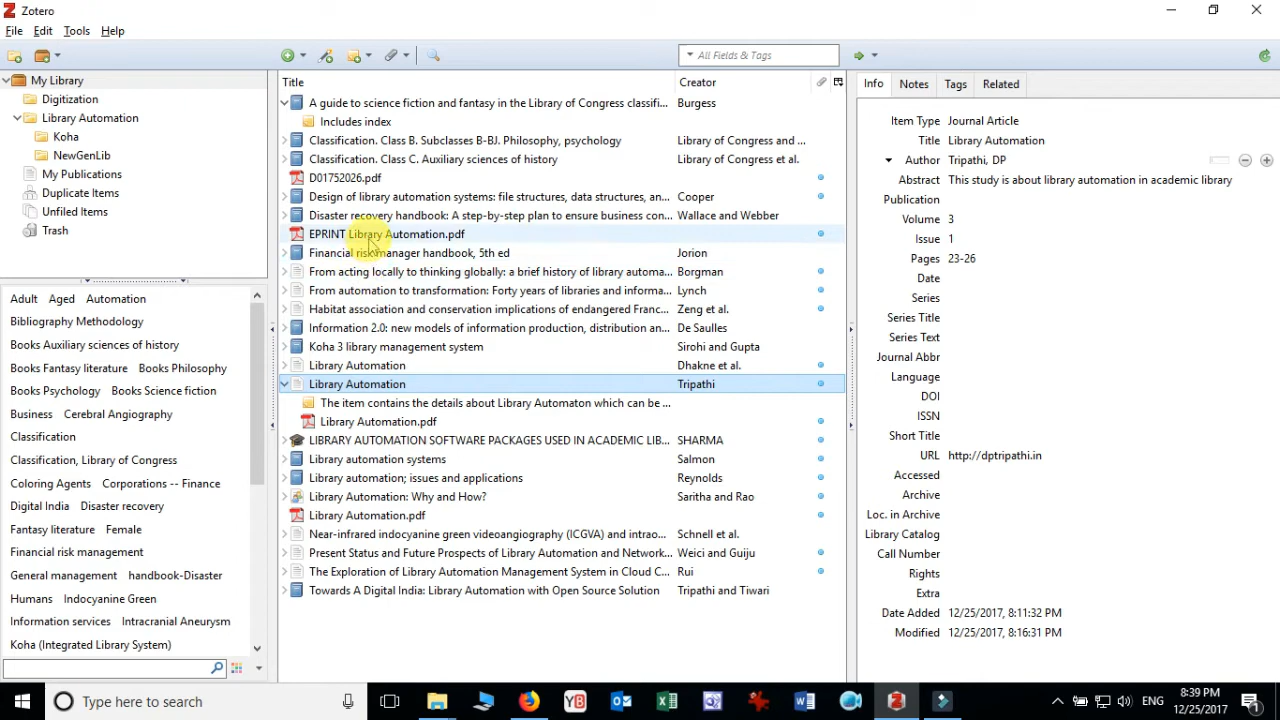 Zotero
File Edit Tools Help
All Fields & Tags
My Library
Digitization
Library Automation
Koha
NewGenLib
My Publications
Duplicate Items
Unfiled Items
Trash
Adult Aged Automation
Bibliography Methodology
Books Auxiliary sciences of history
Books Fantasy literature Books Philosophy
Books Psychology Books Science fiction
Business Cerebral Angiography
Classification
Classification, Library of Congress
Coloring Agents Corporations -- Finance
Digital India Disaster recovery
Fantasy literature Female
Financial risk management
General management handbook-Disaster
Humans Indocyanine Green
Information services Intracranial Aneurysm
Koha (Integrated Library System)
Title Creator
A guide to science fiction and fantasy in the Library of Congress classifi... Burgess
Includes index
Classification. Class B. Subclasses B-BJ. Philosophy, psychology Library of Congress and ...
Classification. Class C. Auxiliary sciences of history Library of Congress et al.
D01752026.pdf
Design of library automation systems: file structures, data structures, an... Cooper
Disaster recovery handbook: A step-by-step plan to ensure business con... Wallace and Webber
EPRINT Library Automation.pdf
Financial risk manager handbook, 5th ed Jorion
From acting locally to thinking globally: a brief history of library automa... Borgman
From automation to transformation: Forty years of libraries and informa... Lynch
Habitat association and conservation implications of endangered Franc... Zeng et al.
Information 2.0: new models of information production, distribution an... De Saulles
Koha 3 library management system Sirohi and Gupta
Library Automation Dhakne et al.
Library Automation Tripathi
The item contains the details about Library Automaton which can be ...
Library Automation.pdf
LIBRARY AUTOMATION SOFTWARE PACKAGES USED IN ACADEMIC LIB... SHARMA
Library automation systems Salmon
Library automation; issues and applications Reynolds
Library Automation: Why and How? Saritha and Rao
Library Automation.pdf
Near-infrared indocyanine green videoangiography (ICGVA) and intrao... Schnell et al.
Present Status and Future Prospects of Library Automation and Network... Weici and Guiju
The Exploration of Library Automation Management System in Cloud C... Rui
Towards A Digital India: Library Automation with Open Source Solution Tripathi and Tiwari
Info Notes Tags Related
Item Type Journal Article
Title Library Automation
Author Tripathi, DP
Abstract This study is about library automation in academic library
Publication
Volume 3
Issue 1
Pages 23-26
Date
Series
Series Title
Series Text
Journal Abbr
Language
DOI
ISSN
Short Title
URL http://dptripathi.in
Accessed
Archive
Loc. in Archive
Library Catalog
Call Number
Rights
Extra
Date Added 12/25/2017, 8:11:32 PM
Modified 12/25/2017, 8:16:31 PM
Type here to search
ENG
8:39 PM
12/25/2017